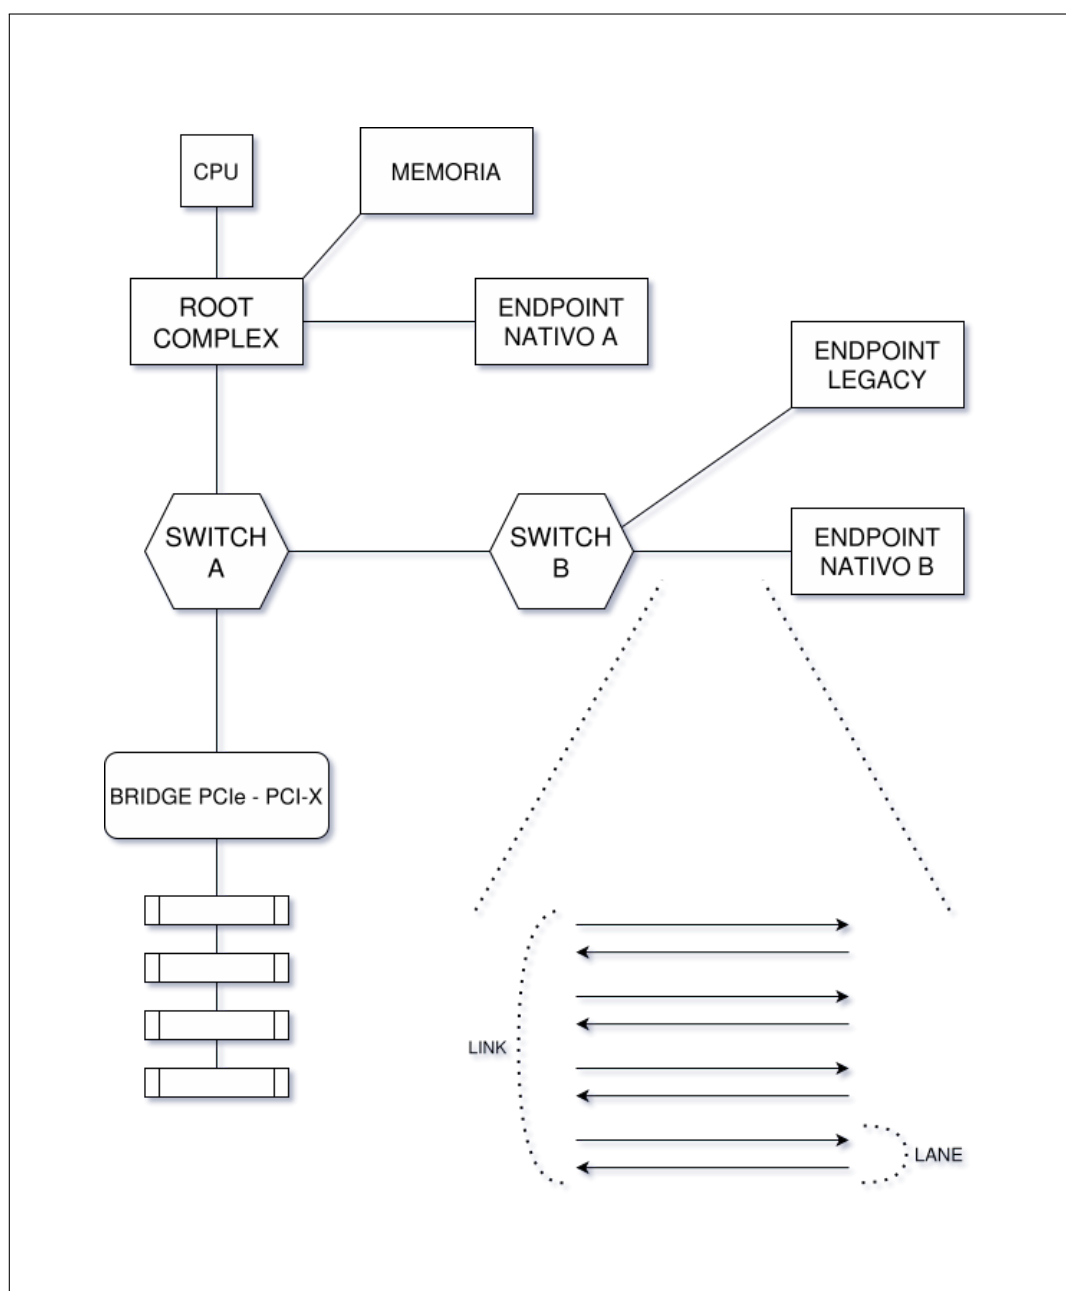 CPU
MEMORIA
ROOT
COMPLEX
ENDPOINT
NATIVO A
ENDPOINT
LEGACY
SWITCH
A
SWITCH
B
ENDPOINT
NATIVO B
BRIDGE PCIe - PCI-X
LINK
LANE